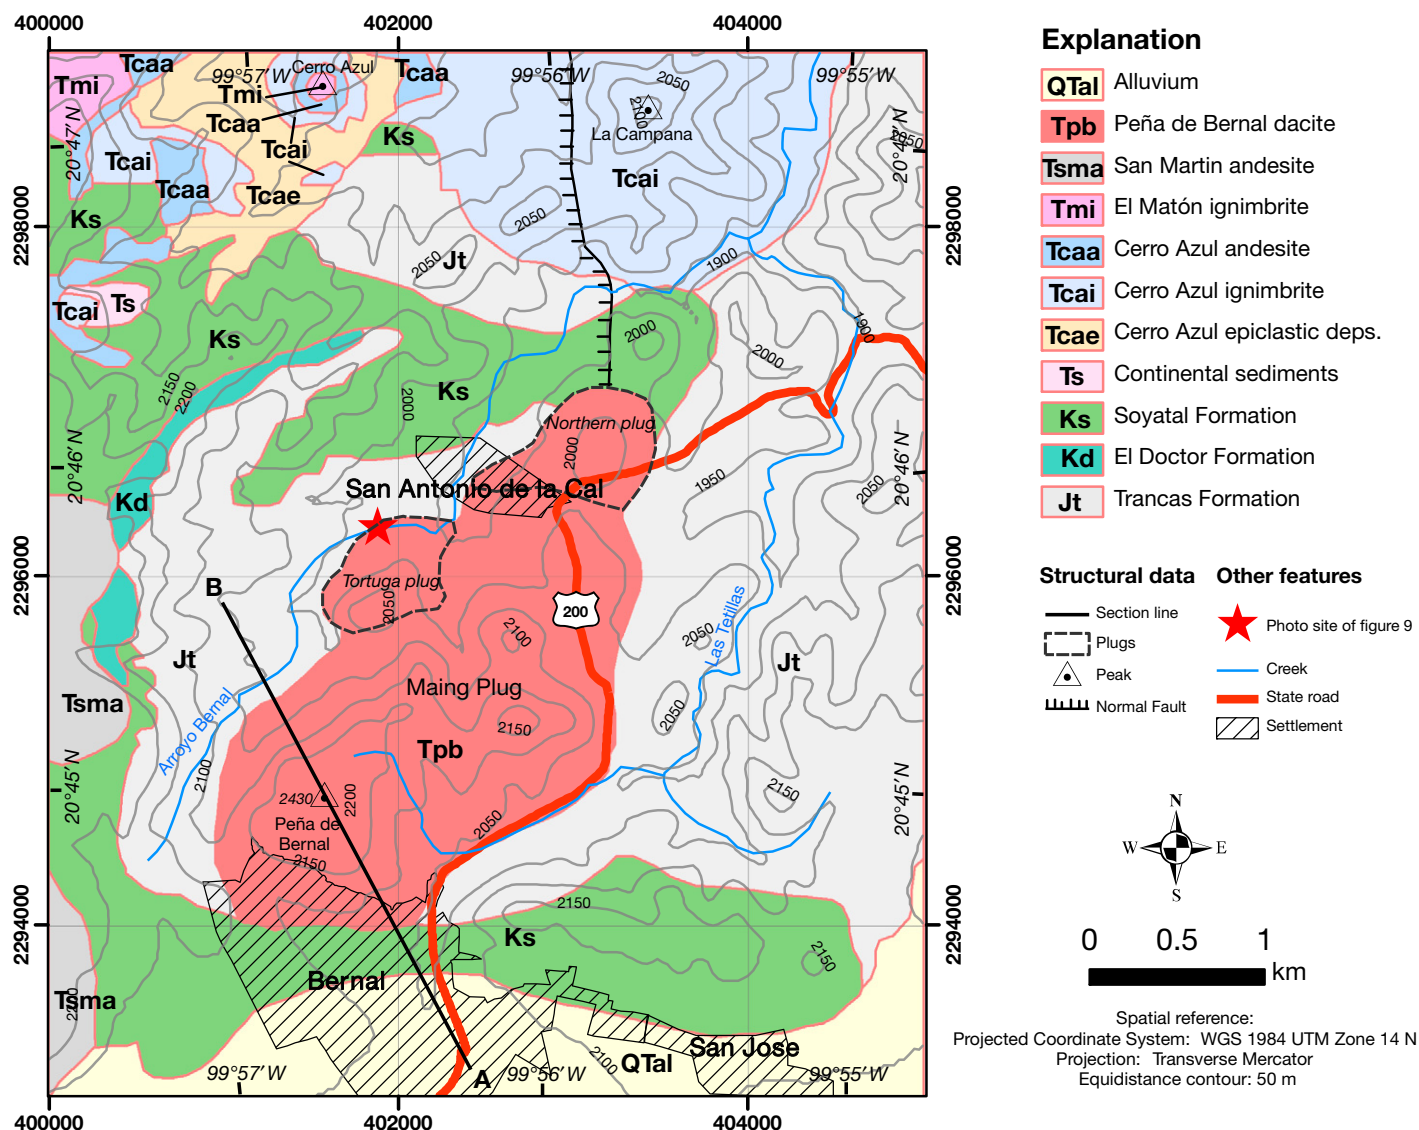 400000
402000
404000
Tcaa
Cerro Azul
Tcaa
99°57′ W
99°56′ W
2050
99°55′ W
Tmi
Tmi
2100
Tcaa
La Campana
2050
Ks
20°47′ N
20°47′ N
Tcai
Tcai
Tcai
Tcaa
Tcae
Ks
2050
2298000
2298000
Jt
2050
1900
Tcai
Ts
1900
2000
Ks
2000
2150
2200
Ks
2000
Northern plug
2000
20°46′ N
20°46′ N
1950
2050
San Antonio de la Cal
Kd
2296000
2296000
Tortuga plug
B
2050
200
2100
2050
Las Tetillas
Jt
Jt
Maing Plug
Tsma
2050
2150
Arroyo Bernal
Tpb
2100
20°45′ N
20°45′ N
2430
2200
2150
Peña de
Bernal
2050
2150
2150
2294000
2294000
Ks
2150
Bernal
Tsma
2200
San Jose
2100
QTal
99°57′ W
A
99°56′ W
99°55′ W
400000
402000
404000
Explanation
QTal Alluvium
Tpb Peña de Bernal dacite
Tsma San Martin andesite
Tmi El Matón ignimbrite
Tcaa Cerro Azul andesite
Tcai Cerro Azul ignimbrite
Tcae Cerro Azul epiclastic deps.
Ts Continental sediments
Ks Soyatal Formation
Kd El Doctor Formation
Jt Trancas Formation
Structural data
Section line
Plugs
Peak
Normal Fault
Other features
Photo site of figure 9
Creek
State road
Settlement
N
W E
S
0 0.5 1
km
Spatial reference:
Projected Coordinate System: WGS 1984 UTM Zone 14 N
Projection: Transverse Mercator
Equidistance contour: 50 m